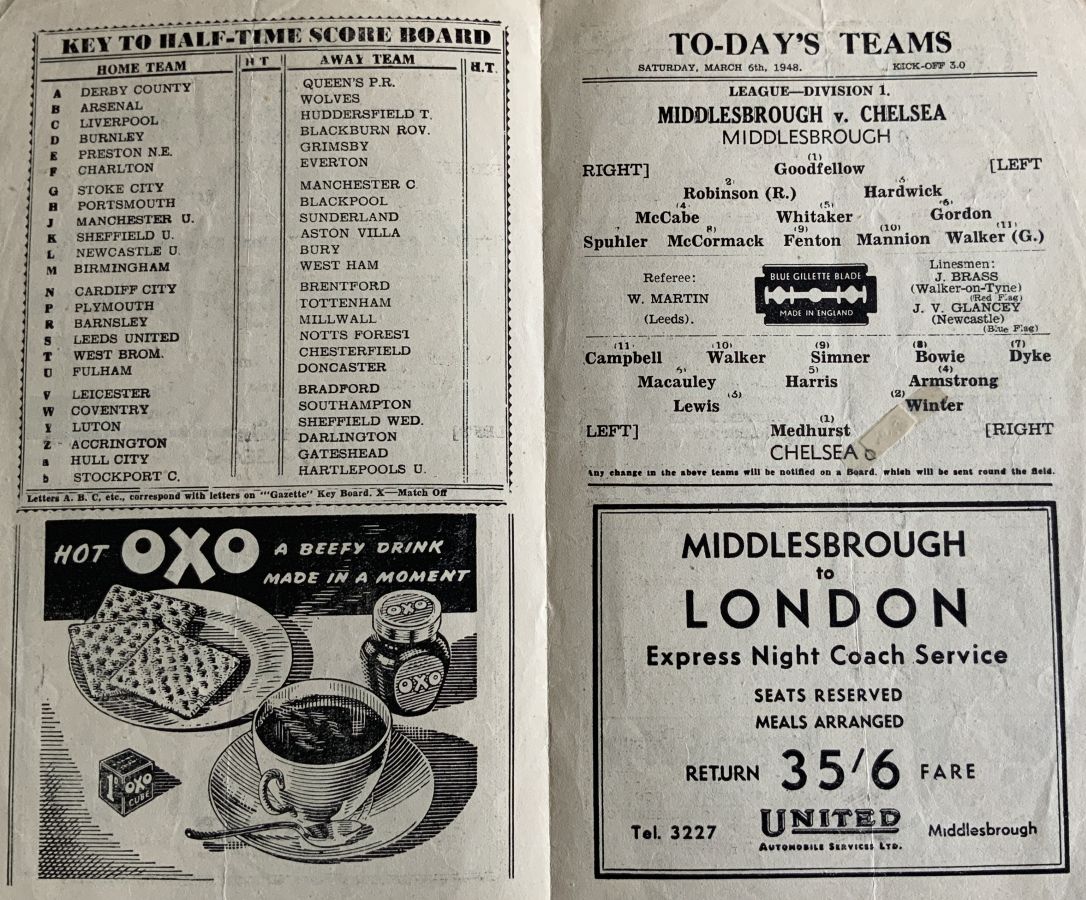 KEY TO HALF-TIME SCORE BOARD
HOME TEAM H T AWAY TEAM H.T.
A DERBY COUNTY QUEEN'S P.R.
B ARSENAL WOLVES
C LIVERPOOL HUDDERSFIELD T.
D BURNLEY BLACKBURN ROV.
E PRESTON N.E. GRIMSBY
F CHARLTON EVERTON
G STOKE CITY MANCHESTER C
H PORTSMOUTH BLACKPOOL
J MANCHESTER U. SUNDERLAND
K SHEFFIELD U. ASTON VILLA
L NEWCASTLE U. BURY
M BIRMINGHAM WEST HAM
N CARDIFF CITY BRENTFORD
P PLYMOUTH TOTTENHAM
R BARNSLEY MILLWALL
S LEEDS UNITED NOTTS FOREST
T WEST BROM. CHESTERFIELD
U FULHAM DONCASTER
V LEICESTER BRADFORD
W COVENTRY SOUTHAMPTON
Y LUTON SHEFFIELD WED.
Z ACCRINGTON DARLINGTON
a HULL CITY GATESHEAD
b STOCKPORT C. HARTLEPOOLS U.
Letters A. B. C, etc., correspond with letters on "'Gazette" Key Board. X—Match Off
HOT OXO A BEEFY DRINK
MADE IN A MOMENT
OXO
OXO
1D OXO
CUBE
TO-DAY'S TEAMS
SATURDAY, MARCH 6th, 1948. KICK-OFF 3.0
LEAGUE—DIVISION 1.
MIDDLESBROUGH v. CHELSEA
MIDDLESBROUGH
(1)
RIGHT] Goodfellow [LEFT
2 3
Robinson (R.) Hardwick
(4) (5) (6)
McCabe Whitaker Gordon
7 8) (9) (10) (11)
Spuhler McCormack Fenton Mannion Walker (G.)
Referee:
W. MARTIN
(Leeds).
BLUE GILLETTE BLADE
MADE IN ENGLAND
Linesmen:
J. BRASS
(Walker-on-Tyne)
(Red Flag)
J. V. GLANCEY
(Newcastle)
(Blue Flag)
(11) (10) (9) (8) (7)
Campbell Walker Simner Bowie Dyke
6) 5) (4)
Macauley Harris Armstrong
(3) (2)
Lewis Winter
(1)
LEFT] Medhurst [RIGHT
CHELSEA
Any change in the above teams will be notified on a Board, which will be sent round the field.
MIDDLESBROUGH
to
LONDON
Express Night Coach Service
SEATS RESERVED
MEALS ARRANGED
RETURN 35/6 FARE
Tel. 3227 UNITED Middlesbrough
AUTOMOBILE SERVICES LTD.